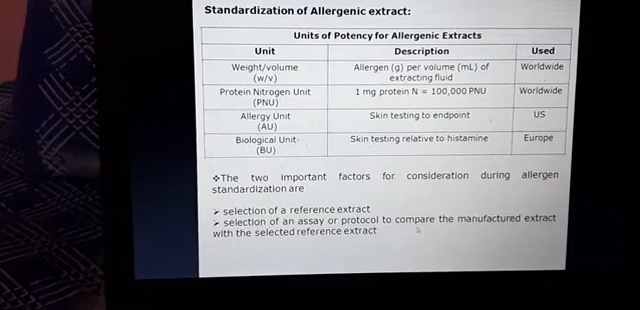 Standardization of Allergenic extract:
Units of Potency for Allergenic Extracts
Unit Description Used
Weight/volume (w/v) Allergen (g) per volume (mL) of extracting fluid Worldwide
Protein Nitrogen Unit (PNU) 1 mg protein N = 100,000 PNU Worldwide
Allergy Unit (AU) Skin testing to endpoint US
Biological Unit (BU) Skin testing relative to histamine Europe
❖The two important factors for consideration during allergen
standardization are
➢ selection of a reference extract
➢ selection of an assay or protocol to compare the manufactured extract
with the selected reference extract